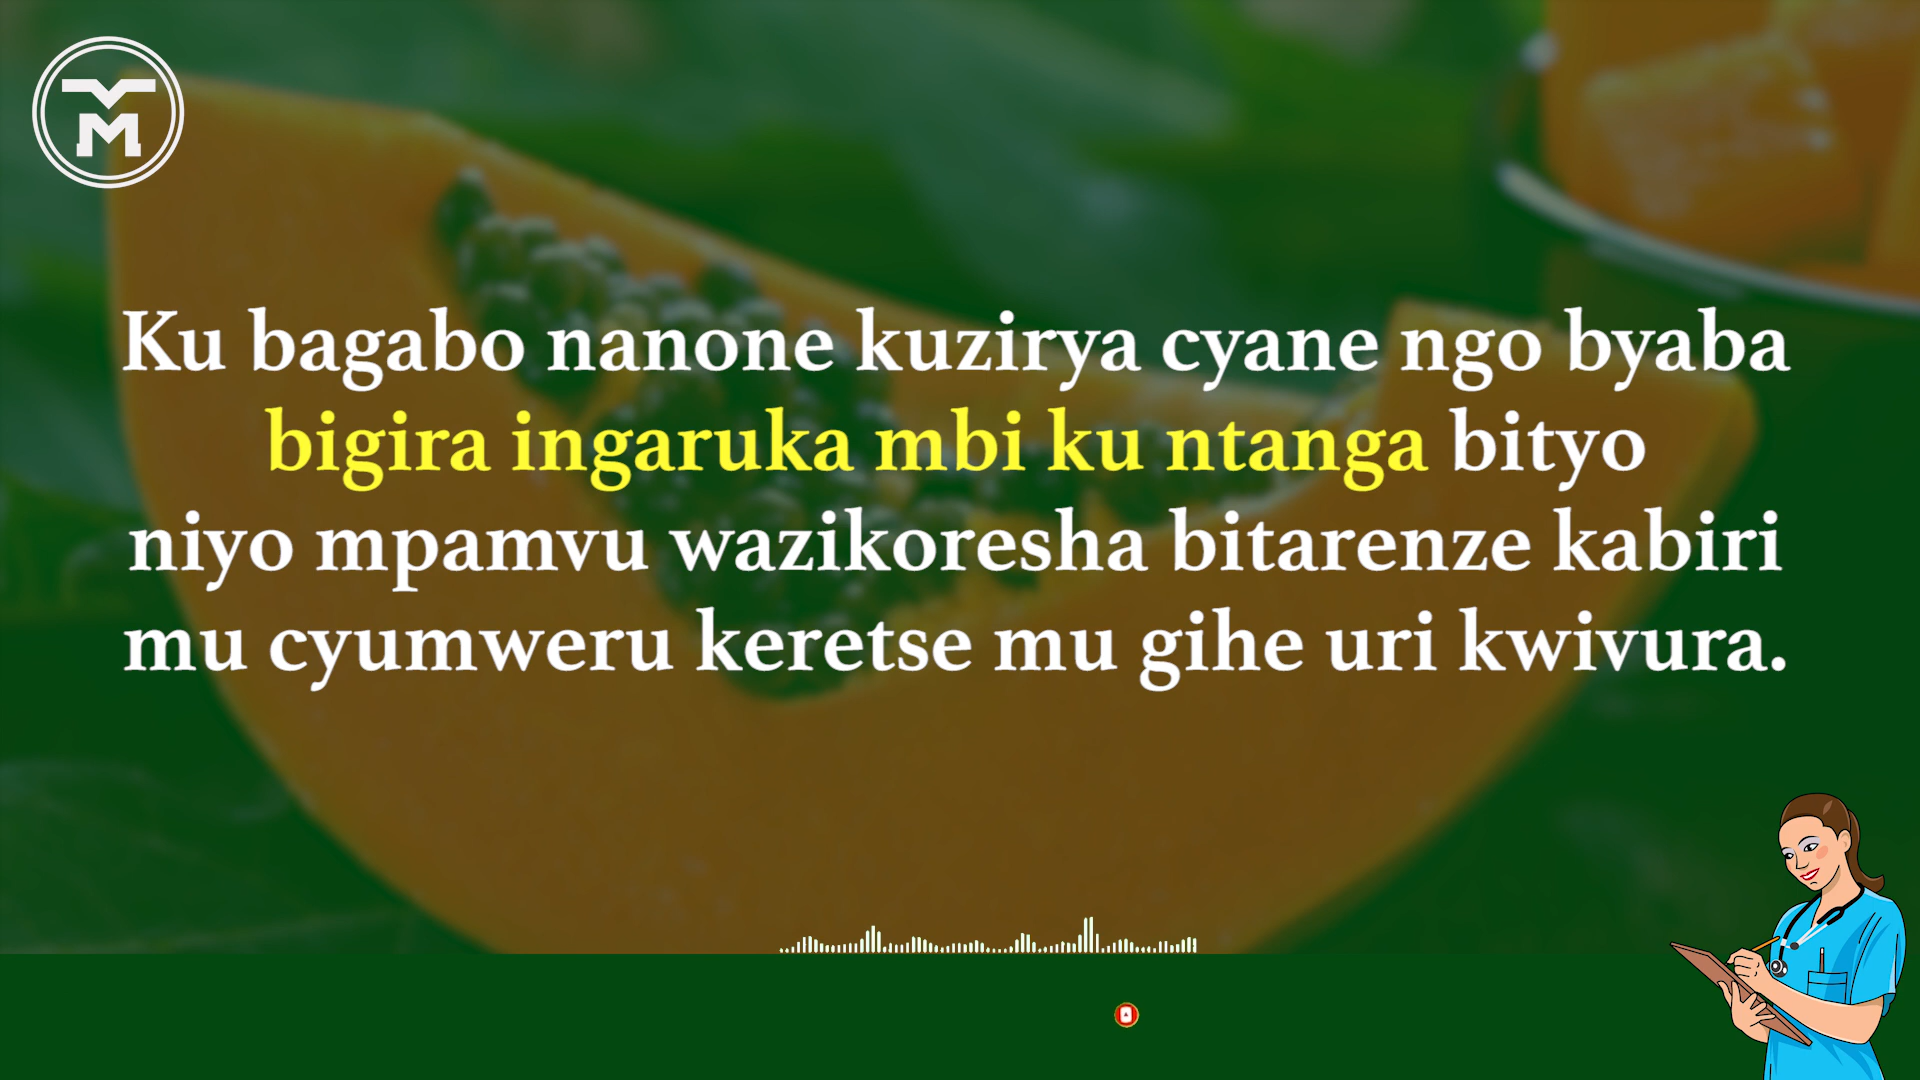 YM
Ku bagabo nanone kuzirya cyane ngo byaba
bigira ingaruka mbi ku ntanga bityo
niyo mpamvu wazikoresha bitarenze kabiri
mu cyumweru keretse mu gihe uri kwivura.